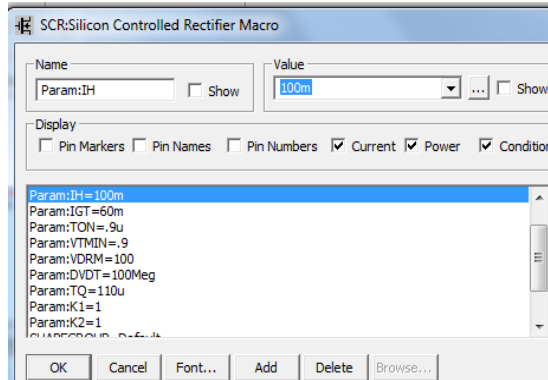 SCR:Silicon Controlled Rectifier Macro
Name
Value
Param:IH
Show
100m
...
Show
Display
Pin Markers
Pin Names
Pin Numbers
Current
Power
Condition
Param:IH=100m
Param:IGT=60m
Param:TON=.9u
Param:VTMIN=.9
Param:VDRM=100
Param:DVDT=100Meg
Param:TQ=110u
Param:K1=1
Param:K2=1
OK
Cancel
Font...
Add
Delete
Browse...